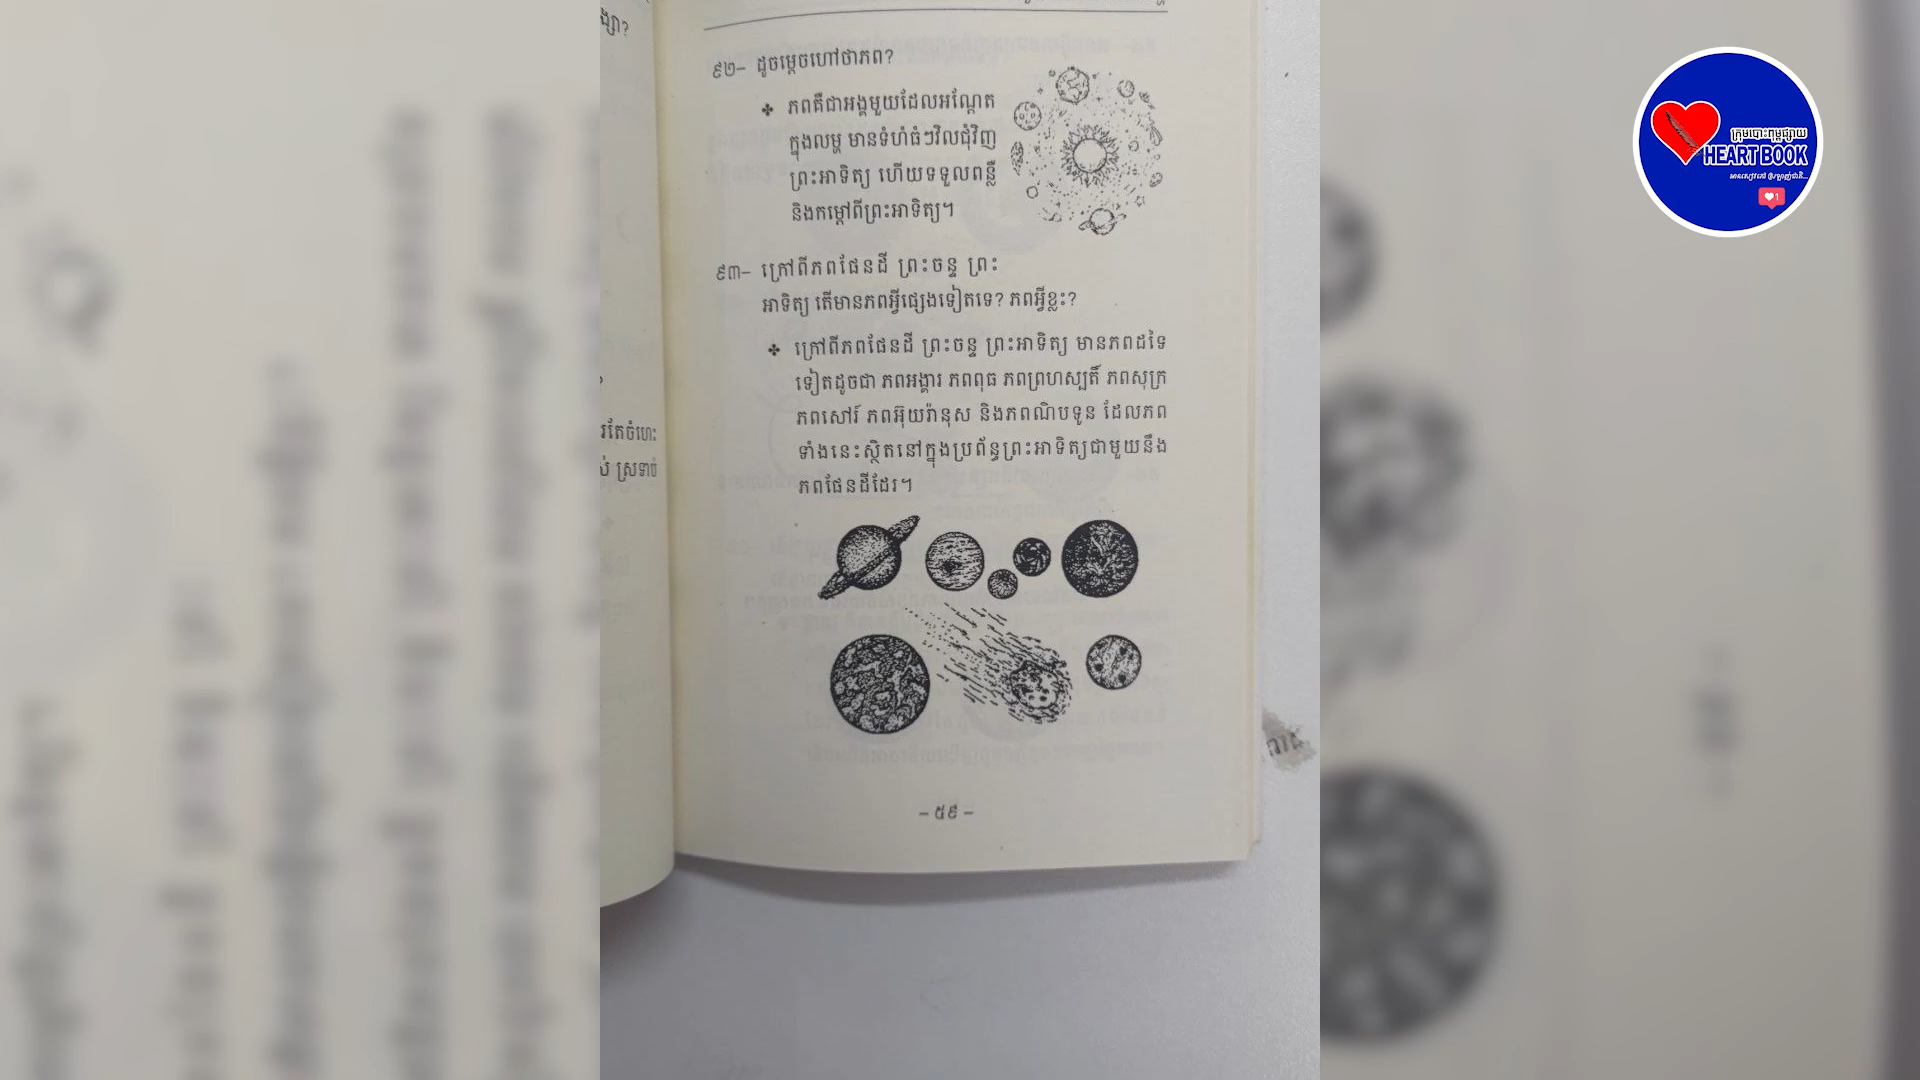 ៩២– ដូចម្ដេចហៅថាភព?
✤ ភពគឺជាអង្គមួយដែលអណ្ដែត
ក្នុងលម្ហ មានទំហំធំៗវិលជុំវិញ
ព្រះអាទិត្យ ហើយទទួលពន្លឺ
និងកម្ដៅពីព្រះអាទិត្យ។
៩៣– ក្រៅពីភពផែនដី ព្រះចន្ទ ព្រះ
អាទិត្យ តើមានភពអ្វីផ្សេងទៀតទេ? ភពអ្វីខ្លះ?
✤ ក្រៅពីភពផែនដី ព្រះចន្ទ ព្រះអាទិត្យ មានភពដទៃ
ទៀតដូចជា ភពអង្គារ ភពពុធ ភពព្រហស្បតិ៍ ភពសុក្រ
ភពសៅរ៍ ភពអ៊ុយរ៉ានុស និងភពណិបទូន ដែលភព
ទាំងនេះស្ថិតនៅក្នុងប្រព័ន្ធព្រះអាទិត្យជាមួយនឹង
ភពផែនដីដែរ។
– ៥៩ –
ក្រុមបោះពុម្ពផ្សាយ
HEART BOOK